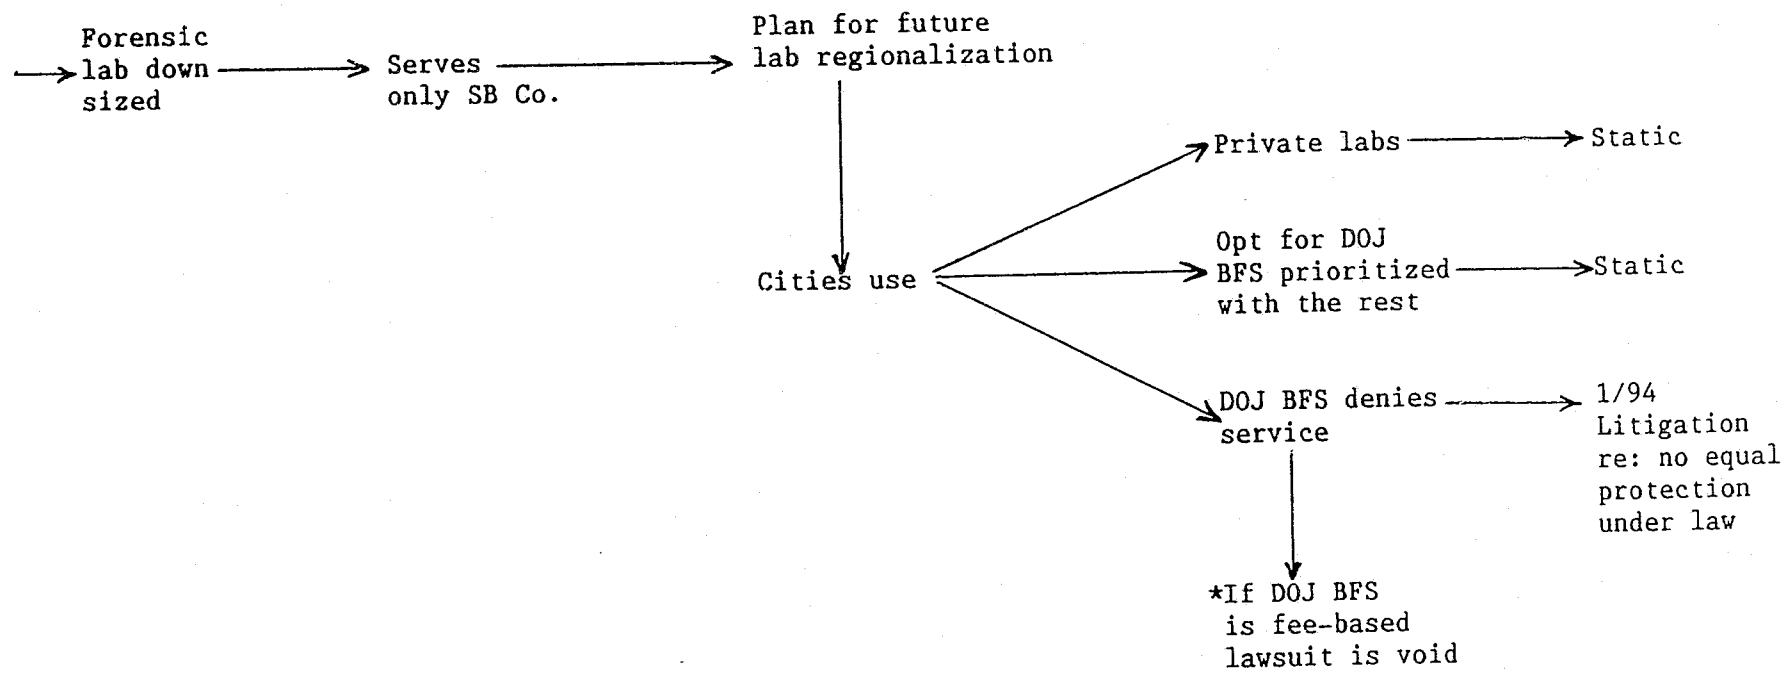 Forensic
lab down
sized
Serves
only SB Co.
Plan for future
lab regionalization
Cities use
Private labs
Static
Opt for DOJ
BFS prioritized
with the rest
Static
DOJ BFS denies
service
1/94
Litigation
re: no equal
protection
under law
*If DOJ BFS
is fee-based
lawsuit is void